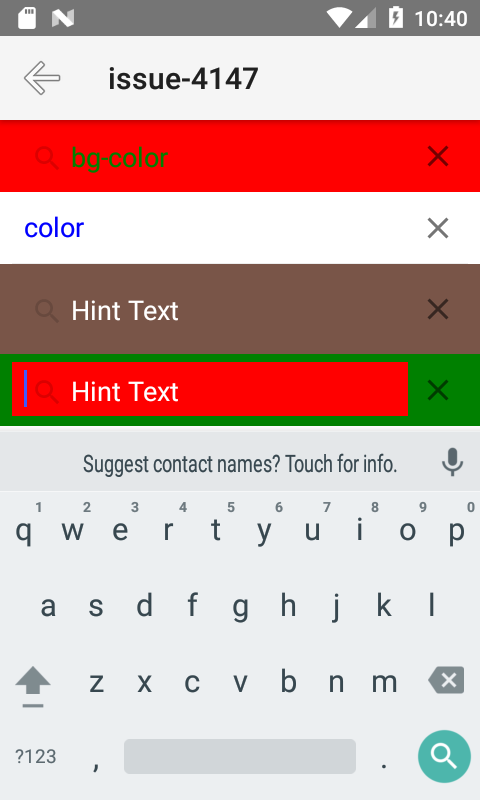 10:40
issue-4147
bg-color
color
Hint Text
Hint Text
Suggest contact names? Touch for info.
1 2 3 4 5 6 7 8 9 0
q w e r t y u i o p
a s d f g h j k l
z x c v b n m
?123 , .